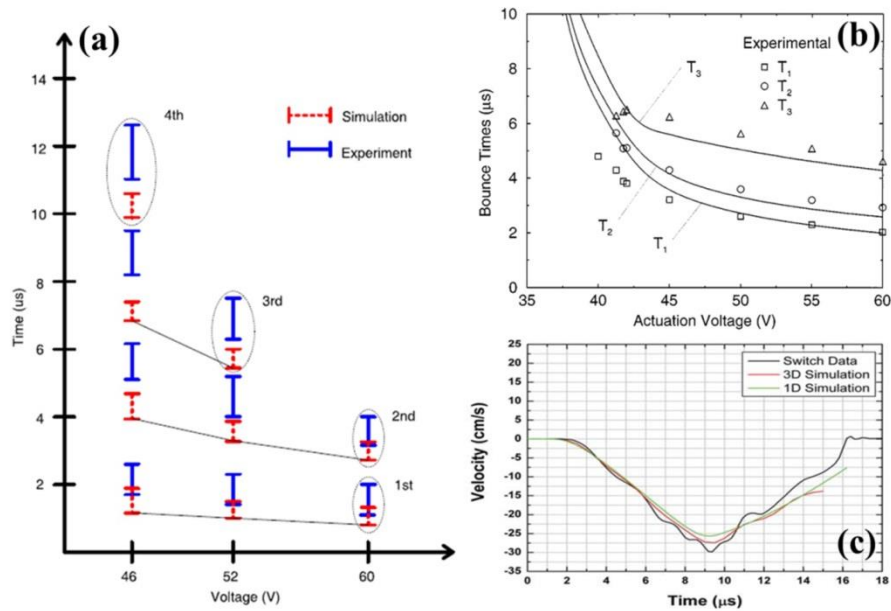 (a)
14
12
10
8
6
4
2
Time (us)
4th
3rd
2nd
1st
Simulation
Experiment
46
52
60
Voltage (V)
(b)
10
8
6
4
2
0
Bounce Times (μs)
Experimental
T1
T2
T3
T3
T2
T1
35
40
45
50
55
60
Actuation Voltage (V)
25
20
15
10
5
0
-5
-10
-15
-20
-25
-30
-35
Velocity (cm/s)
Switch Data
3D Simulation
1D Simulation
(c)
0
2
4
6
8
10
12
14
16
18
Time (μs)